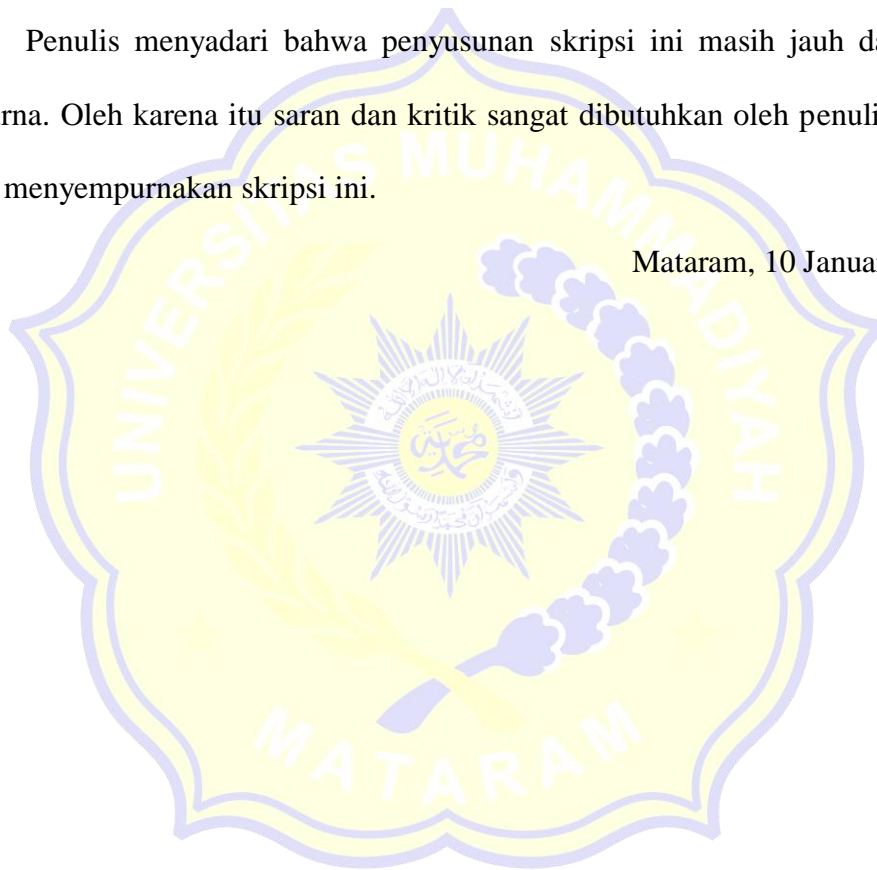 Penulis menyadari bahwa penyusunan skripsi ini masih jauh da
rna. Oleh karena itu saran dan kritik sangat dibutuhkan oleh penuli
menyempurnakan skripsi ini.
Mataram, 10 Januar
UNIVERSITAS MUHAMMADIYAH
MATARAM